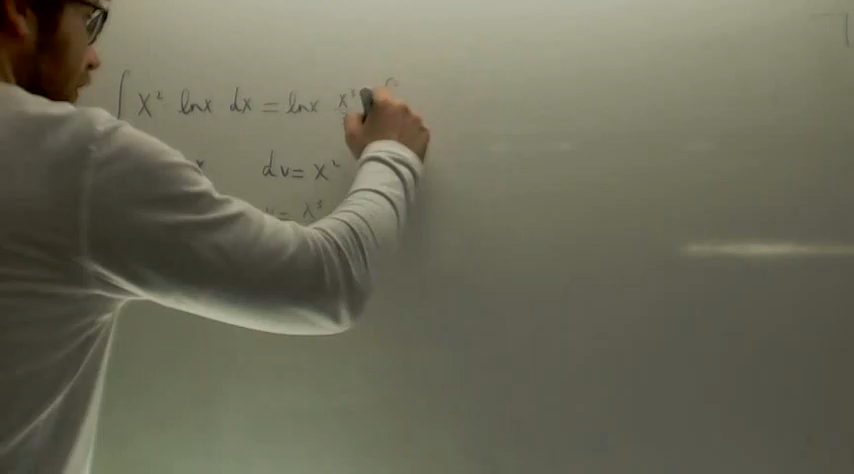 ∫ x² lnx dx = lnx x³
dv = x²
= x³